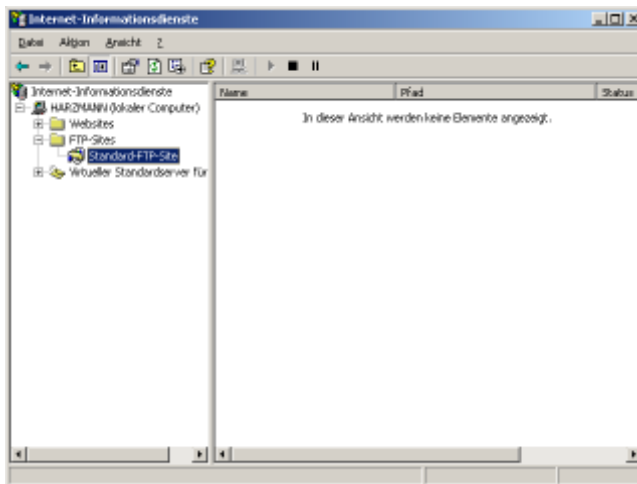 Internet-Informationsdienste
Datei Aktion Ansicht ?
Internet-Informationsdienste
HARZMANN (lokaler Computer)
Websites
FTP-Sites
Standard-FTP-Site
Virtueller Standardserver für
Name Pfad Status
In dieser Ansicht werden keine Elemente angezeigt.